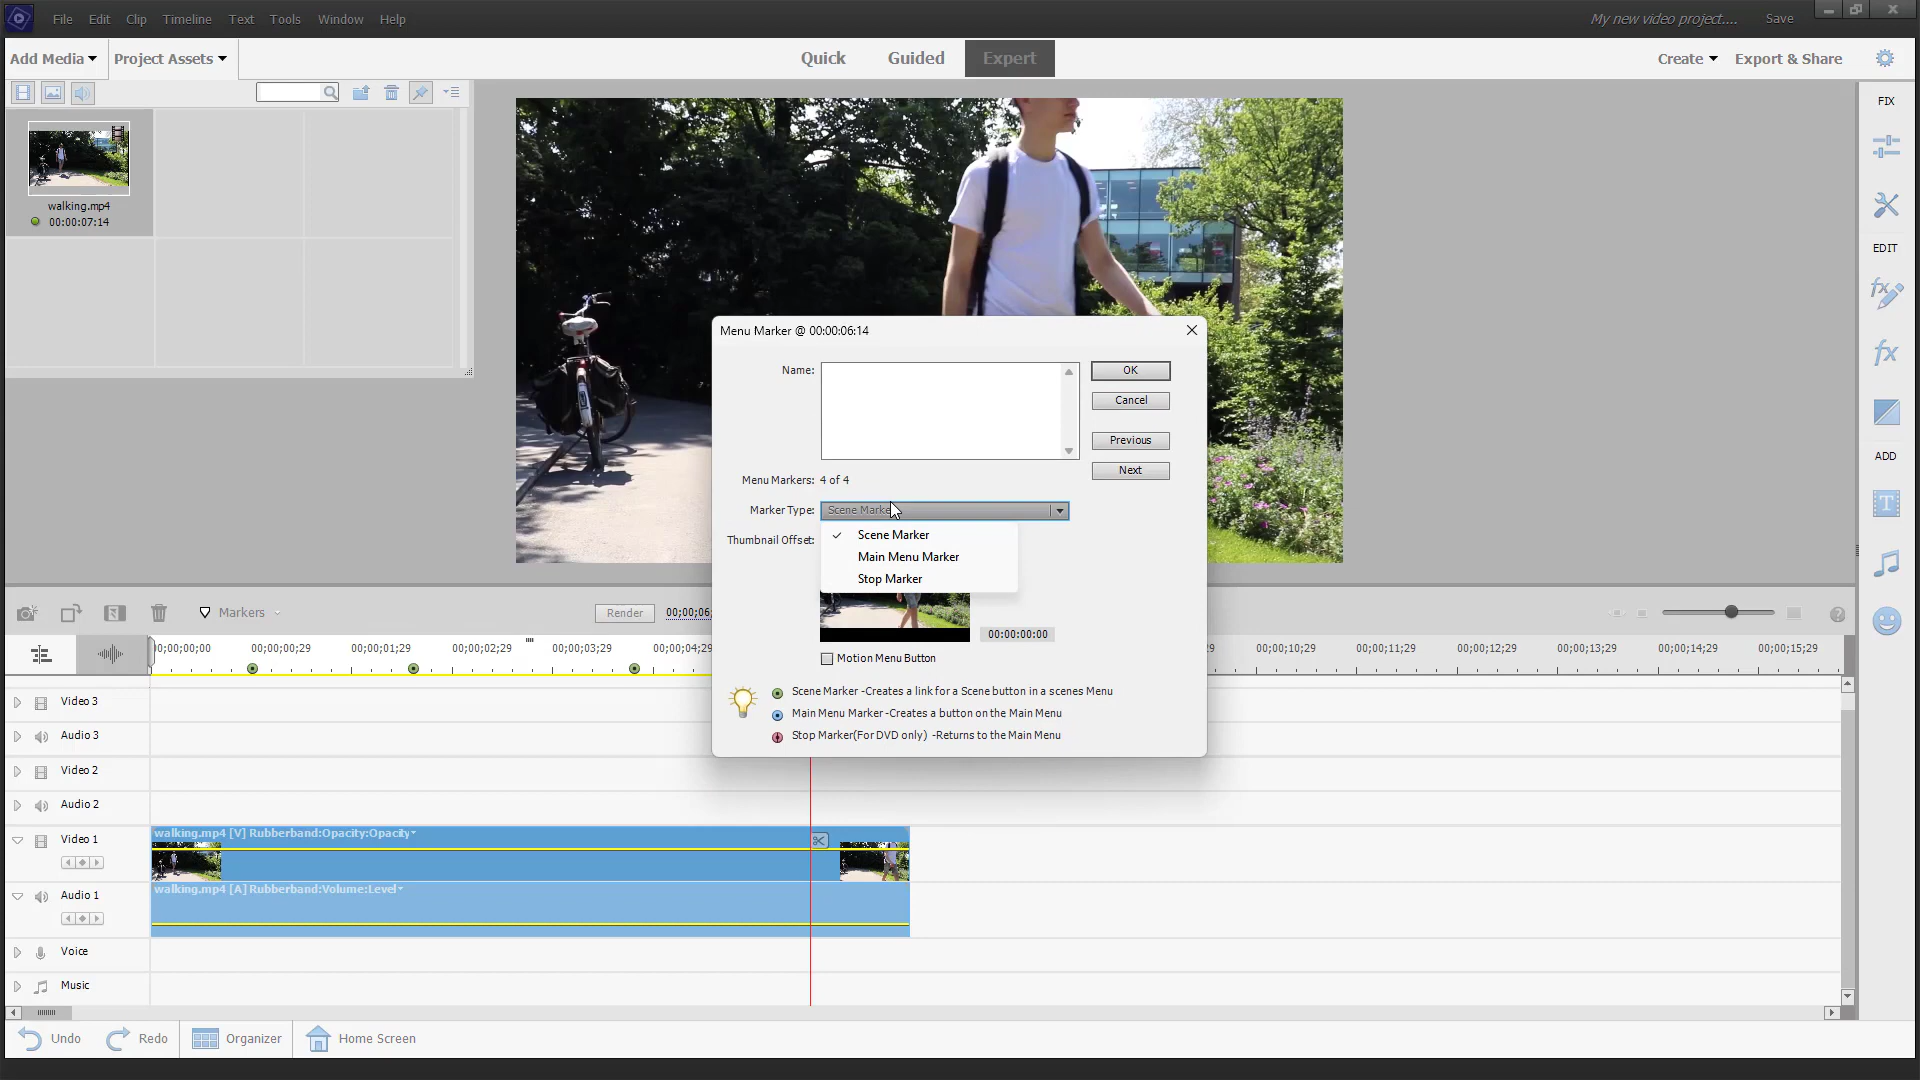 File Edit Clip Timeline Text Tools Window Help
My new video project.... Save
Add Media Project Assets
Quick Guided Expert
Create Export & Share
FIX
walking.mp4
00:00:07:14
EDIT
Menu Marker @ 00:00:06:14
Name:
OK
Cancel
Previous
Next
Menu Markers: 4 of 4
Marker Type: Scene Marke
Scene Marker
Main Menu Marker
Stop Marker
Thumbnail Offset:
00:00:00:00
Motion Menu Button
Scene Marker -Creates a link for a Scene button in a scenes Menu
Main Menu Marker -Creates a button on the Main Menu
Stop Marker(For DVD only) -Returns to the Main Menu
ADD
Markers
Render 00;00;06;
00;00;00 00;00;00;29 00;00;01;29 00;00;02;29 00;00;03;29 00;00;04;29 29 00;00;10;29 00;00;11;29 00;00;12;29 00;00;13;29 00;00;14;29 00;00;15;29
Video 3
Audio 3
Video 2
Audio 2
Video 1
walking.mp4 [V] Rubberband:Opacity:Opacity
Audio 1
walking.mp4 [A] Rubberband:Volume:Level
Voice
Music
Undo Redo Organizer Home Screen